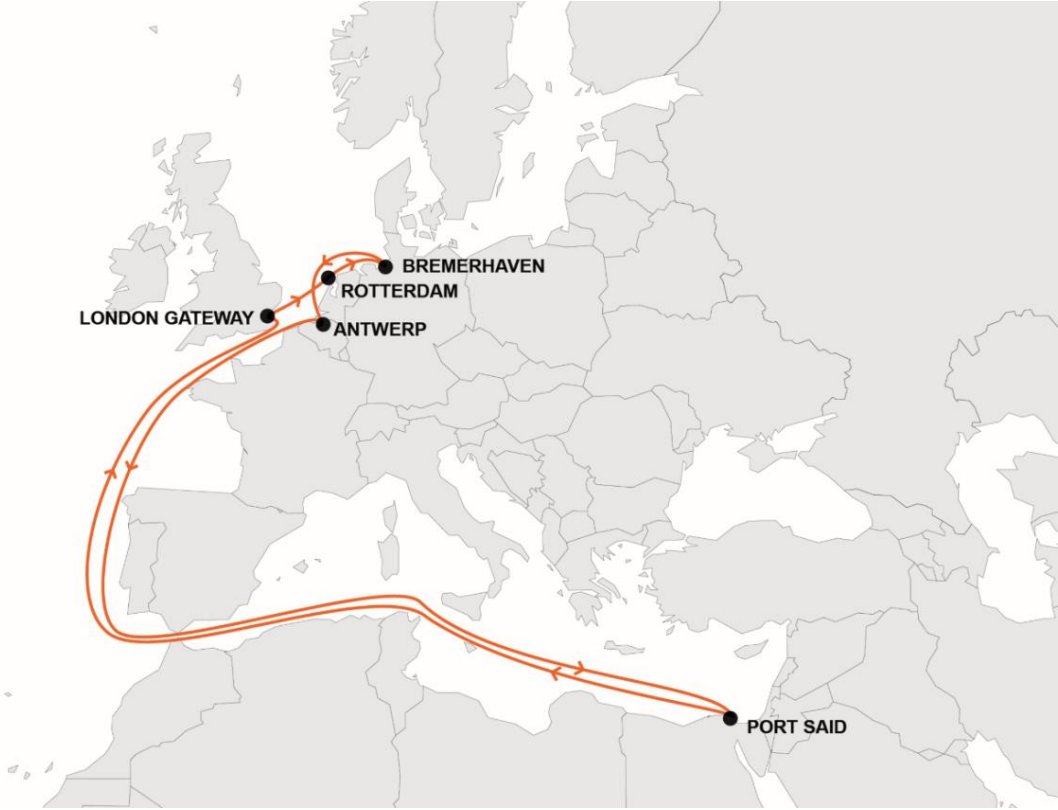 BREMERHAVEN
ROTTERDAM
LONDON GATEWAY
ANTWERP
PORT SAID